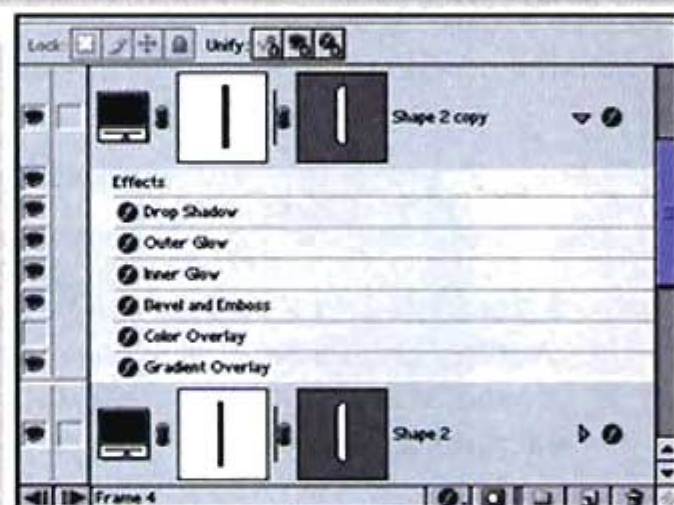 Lock: Unify:
Shape 2 copy
Effects
Drop Shadow
Outer Glow
Inner Glow
Bevel and Emboss
Color Overlay
Gradient Overlay
Shape 2
Frame 4